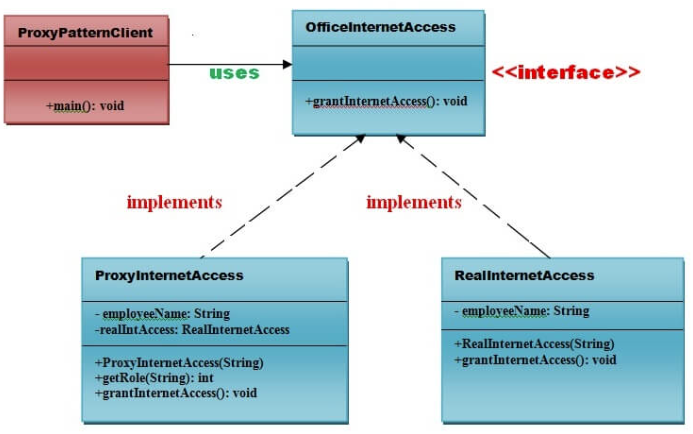 ProxyPatternClient
+main(): void
uses
OfficeInternetAccess
+grantInternetAccess(): void
<<interface>>
implements
implements
ProxyInternetAccess
- employeeName: String
-realIntAccess: RealInternetAccess
+ProxyInternetAccess(String)
+getRole(String): int
+grantInternetAccess(): void
RealInternetAccess
- employeeName: String
+RealInternetAccess(String)
+grantInternetAccess(): void